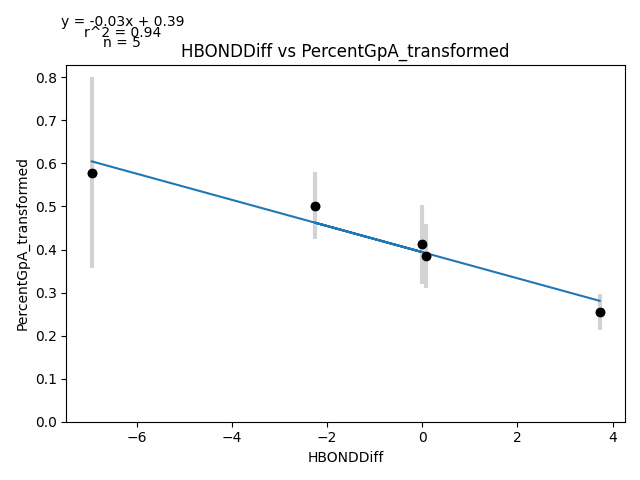 y = -0.03x + 0.39
r^2 = 0.94
n = 5
HBONDDiff vs PercentGpA_transformed
PercentGpA_transformed
0.8
0.7
0.6
0.5
0.4
0.3
0.2
0.1
0.0
−6 −4 −2 0 2 4
HBONDDiff